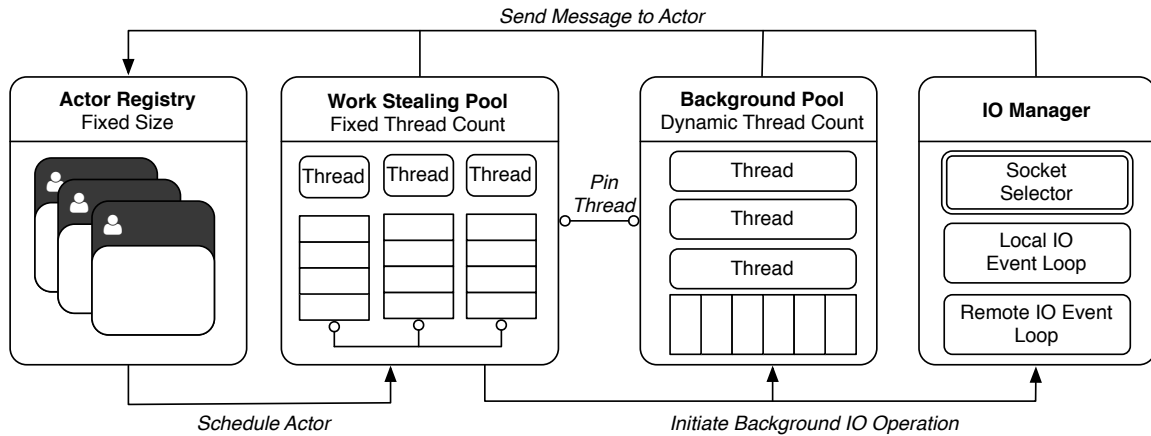 Send Message to Actor
Actor Registry
Fixed Size
Work Stealing Pool
Fixed Thread Count
Thread
Thread
Thread
Pin
Thread
Background Pool
Dynamic Thread Count
Thread
Thread
Thread
IO Manager
Socket
Selector
Local IO
Event Loop
Remote IO Event
Loop
Schedule Actor
Initiate Background IO Operation